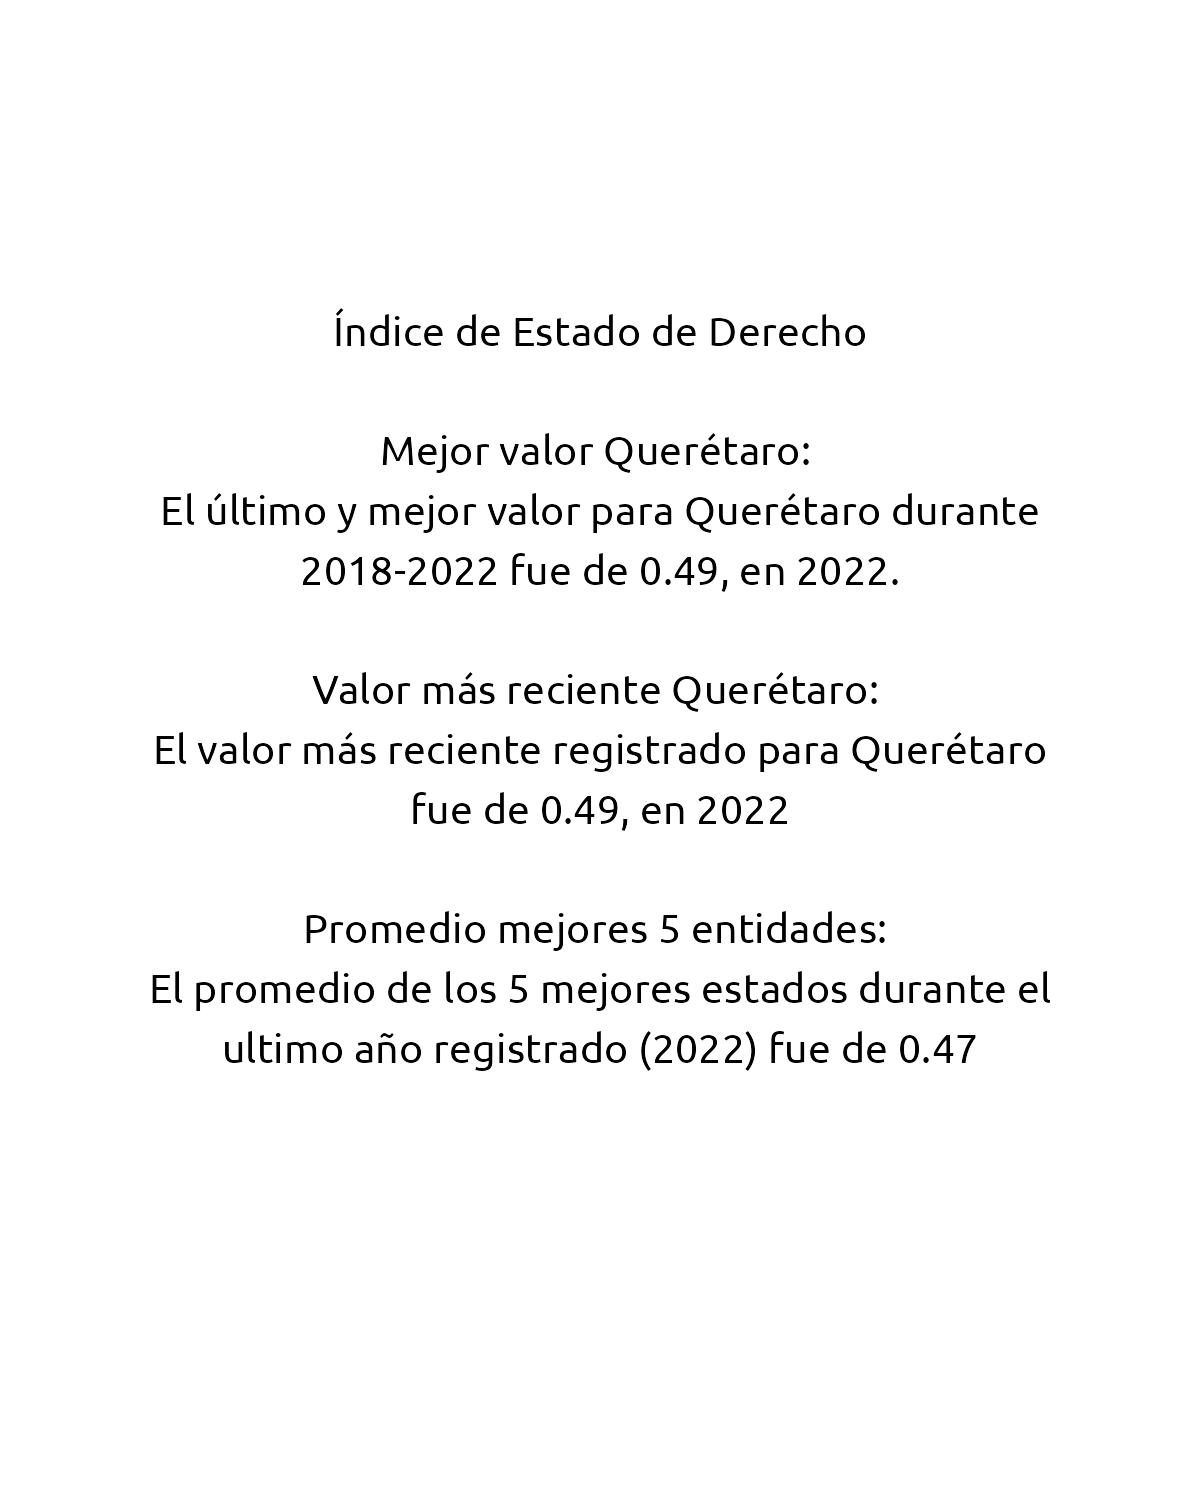 Índice de Estado de Derecho
Mejor valor Querétaro:
El último y mejor valor para Querétaro durante
2018-2022 fue de 0.49, en 2022.
Valor más reciente Querétaro:
El valor más reciente registrado para Querétaro
fue de 0.49, en 2022
Promedio mejores 5 entidades:
El promedio de los 5 mejores estados durante el
ultimo año registrado (2022) fue de 0.47